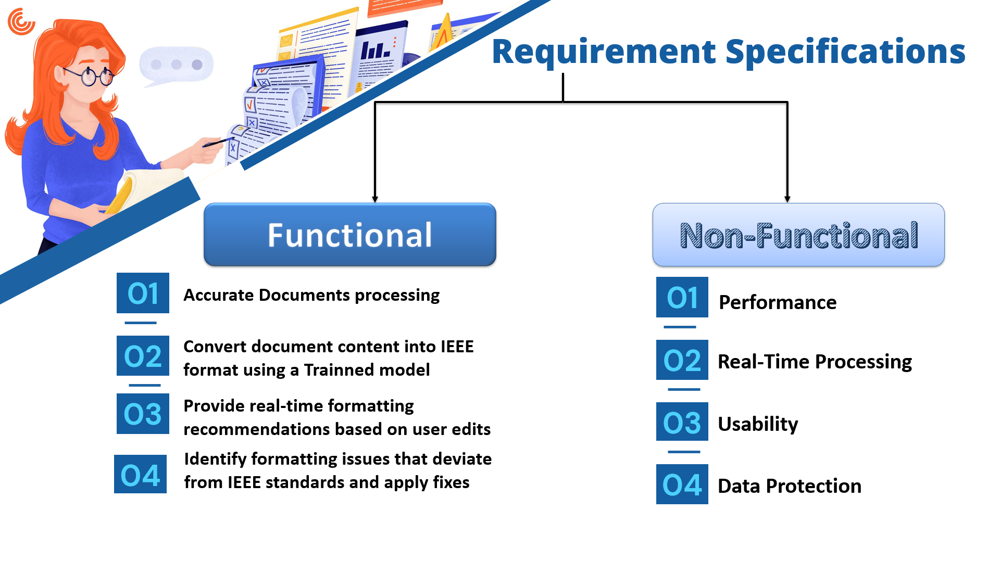 Requirement Specifications
Functional
01
Accurate Documents processing
02
Convert document content into IEEE
format using a Trainned model
03
Provide real-time formatting
recommendations based on user edits
04
Identify formatting issues that deviate
from IEEE standards and apply fixes
Non-Functional
01
Performance
02
Real-Time Processing
03
Usability
04
Data Protection